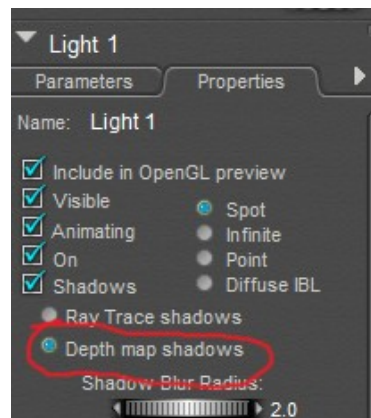 Light 1
Parameters Properties
Name: Light 1
Include in OpenGL preview
Visible
Spot
Animating
Infinite
On
Point
Shadows
Diffuse IBL
Ray Trace shadows
Depth map shadows
Shadow Blur Radius:
2.0